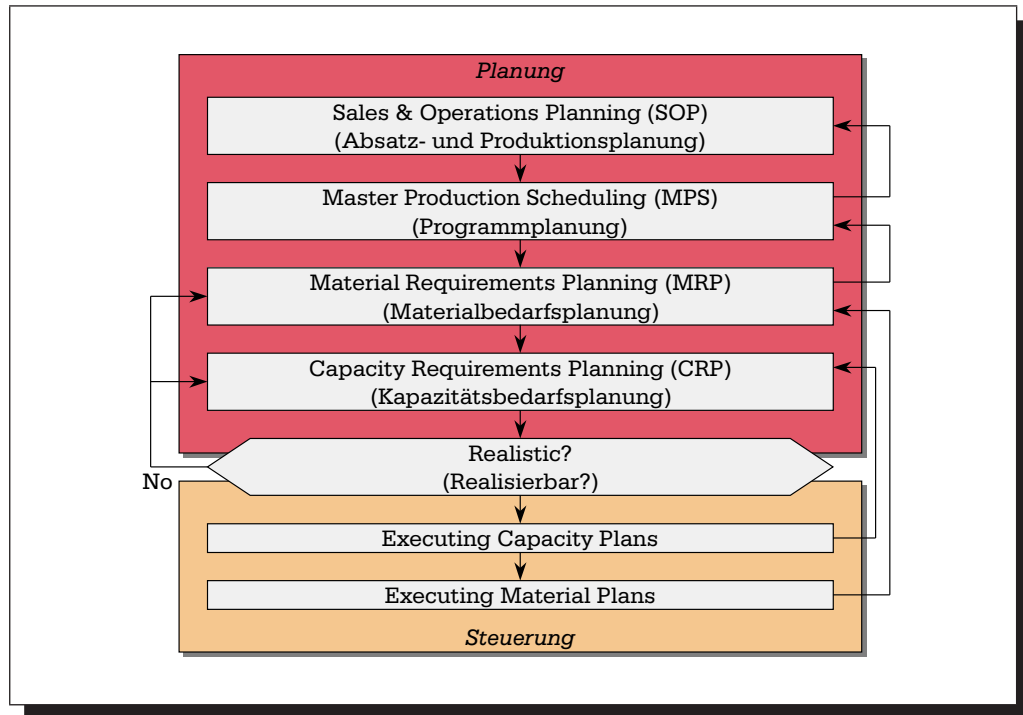 Planung
Sales & Operations Planning (SOP)
(Absatz- und Produktionsplanung)
Master Production Scheduling (MPS)
(Programmplanung)
Material Requirements Planning (MRP)
(Materialbedarfsplanung)
Capacity Requirements Planning (CRP)
(Kapazitätsbedarfsplanung)
Realistic?
(Realisierbar?)
No
Executing Capacity Plans
Executing Material Plans
Steuerung